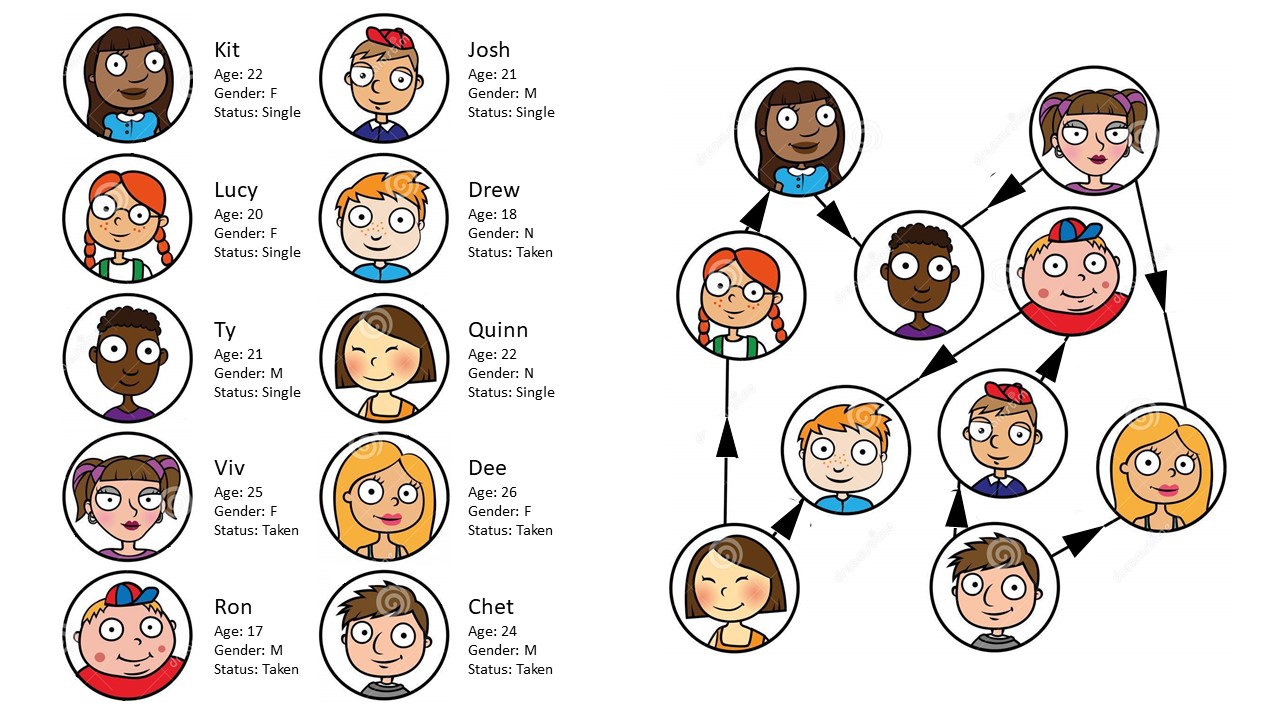 Kit
Age: 22
Gender: F
Status: Single
Josh
Age: 21
Gender: M
Status: Single
Lucy
Age: 20
Gender: F
Status: Single
Drew
Age: 18
Gender: N
Status: Taken
Ty
Age: 21
Gender: M
Status: Single
Quinn
Age: 22
Gender: N
Status: Single
Viv
Age: 25
Gender: F
Status: Taken
Dee
Age: 26
Gender: F
Status: Taken
Ron
Age: 17
Gender: M
Status: Taken
Chet
Age: 24
Gender: M
Status: Taken